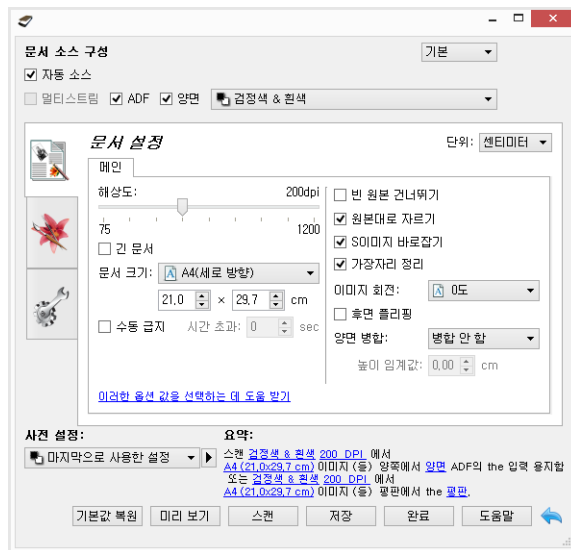 문서 소스 구성
기본
자동 소스
멀티스트림 ADF 양면 검정색 & 흰색
문서 설정
단위: 센티미터
메인
해상도: 200dpi
75 1200
긴 문서
문서 크기: A4(세로 방향)
21,0 × 29,7 cm
수동 급지 시간 초과: 0 sec
이러한 옵션 값을 선택하는 데 도움 받기
빈 원본 건너뛰기
원본대로 자르기
SOI미지 바로잡기
가장자리 정리
이미지 회전: 0도
후면 플리핑
양면 병합: 병합 안 함
높이 임계값: 0,00 cm
사전 설정:
마지막으로 사용한 설정
요약:
스캔 검정색 & 흰색 200 DPI 에서
A4 (21,0x29,7 cm) 이미지 (들) 양쪽에서 양면 ADF의 the 입력 용지함
또는 검정색 & 흰색 200 DPI 에서
A4 (21,0x29,7 cm) 이미지 (들) 평판에서 the 평판.
기본값 복원 미리 보기 스캔 저장 완료 도움말